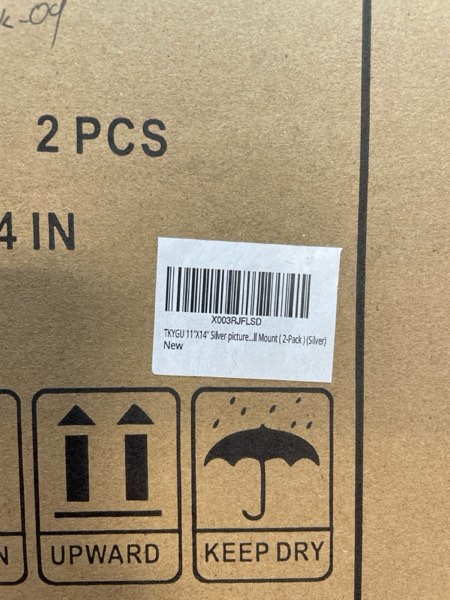 k-04
2 PCS
4 IN
X003RJFLSD
TKYGU 11"X14" Silver picture...ll Mount ( 2-Pack ) (Silver)
New
N
UPWARD
KEEP DRY